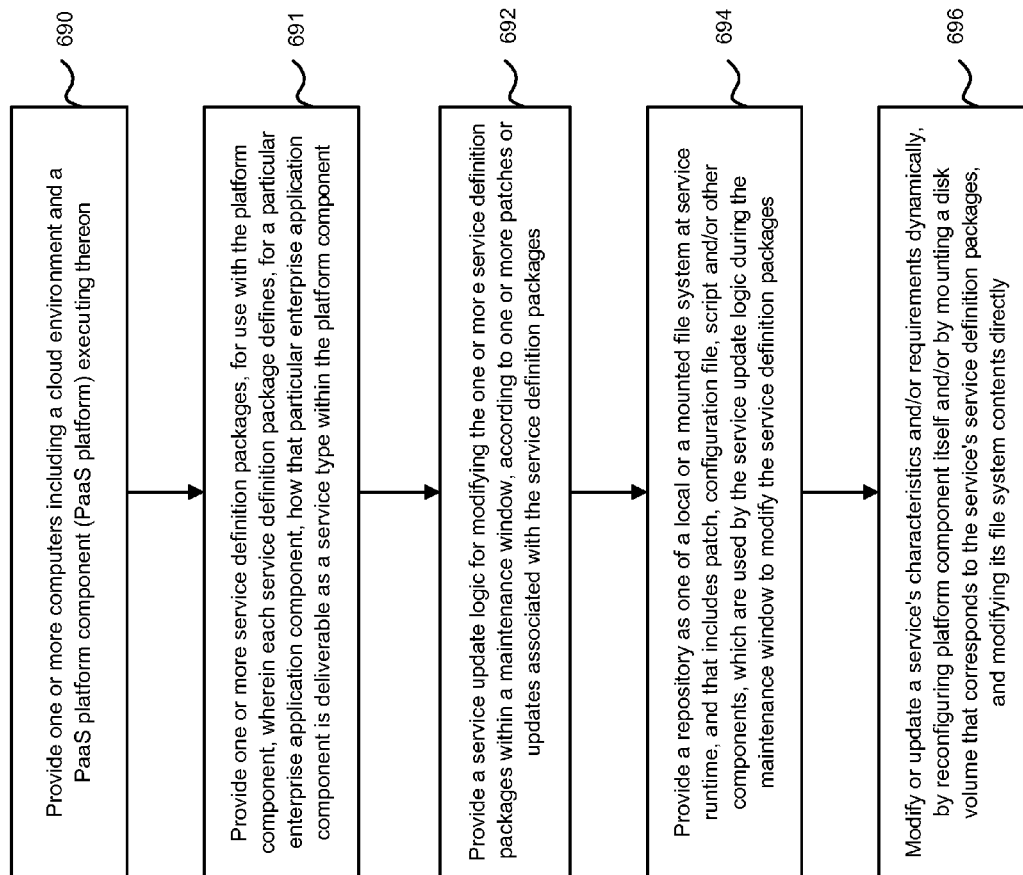 Provide one or more computers including a cloud environment and a
PaaS platform component (PaaS platform) executing thereon
690
Provide one or more service definition packages, for use with the platform
component, wherein each service definition package defines, for a particular
enterprise application component, how that particular enterprise application
component is deliverable as a service type within the platform component
691
Provide a service update logic for modifying the one or more service definition
packages within a maintenance window, according to one or more patches or
updates associated with the service definition packages
692
Provide a repository as one of a local or a mounted file system at service
runtime, and that includes patch, configuration file, script and/or other
components, which are used by the service update logic during the
maintenance window to modify the service definition packages
694
Modify or update a service's characteristics and/or requirements dynamically,
by reconfiguring platform component itself and/or by mounting a disk
volume that corresponds to the service's service definition packages,
and modifying its file system contents directly
696